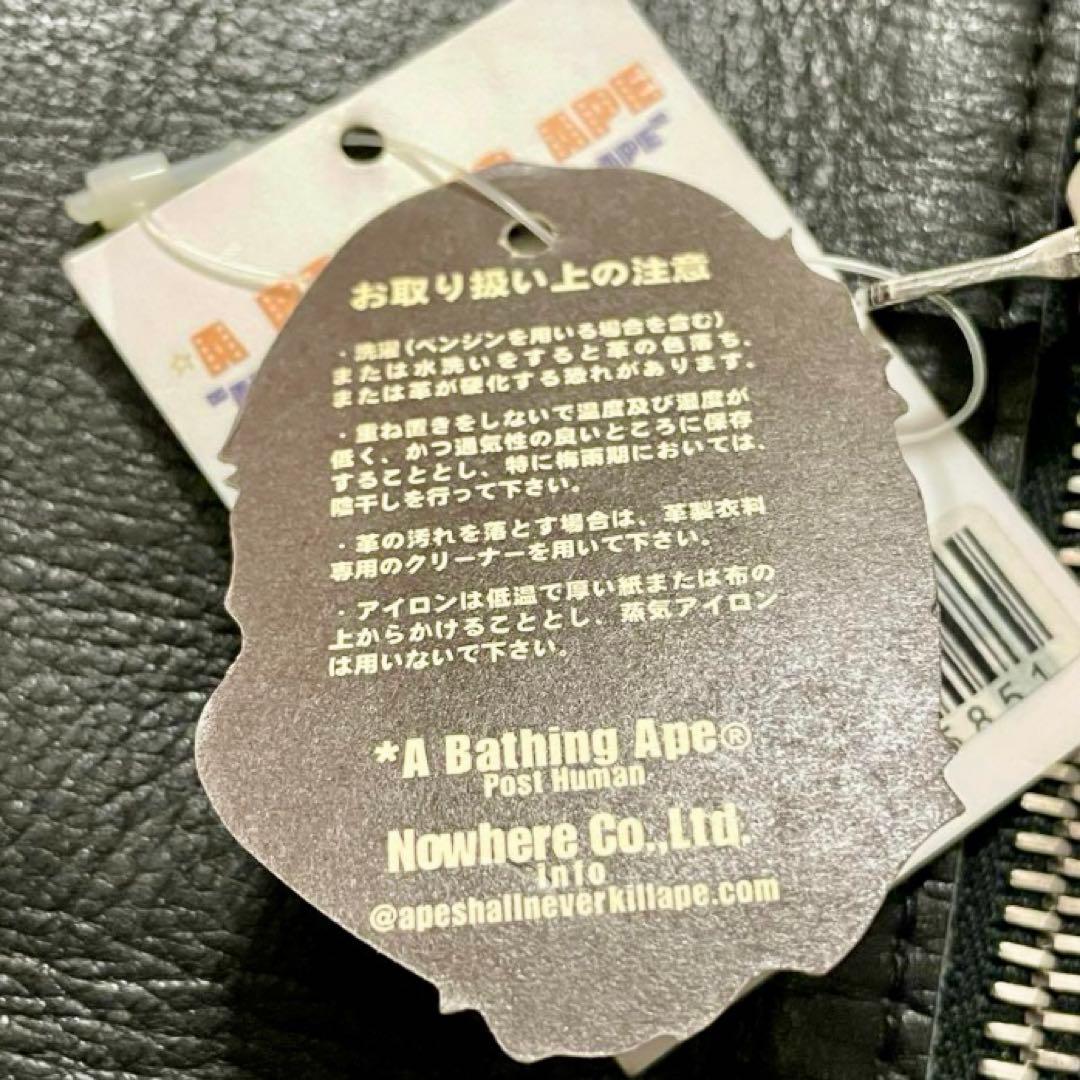 APE
APE"
お取り扱い上の注意
・洗濯(ベンジンを用いる場合を含む)
または水洗いをすると革の色落ち、
または革が硬化する恐れがあります。
・重ね置きをしないで温度及び湿度が
低く、かつ通気性の良いところに保存
することとし、特に梅雨期においては、
陰干しを行って下さい。
・革の汚れを落とす場合は、革製衣料
専用のクリーナーを用いて下さい。
・アイロンは低温で厚い紙または布の
上からかけることとし、蒸気アイロン
は用いないで下さい。
*A Bathing Ape®
Post Human
Nowhere Co.,Ltd.
info
@apeshallneverkillape.com
851